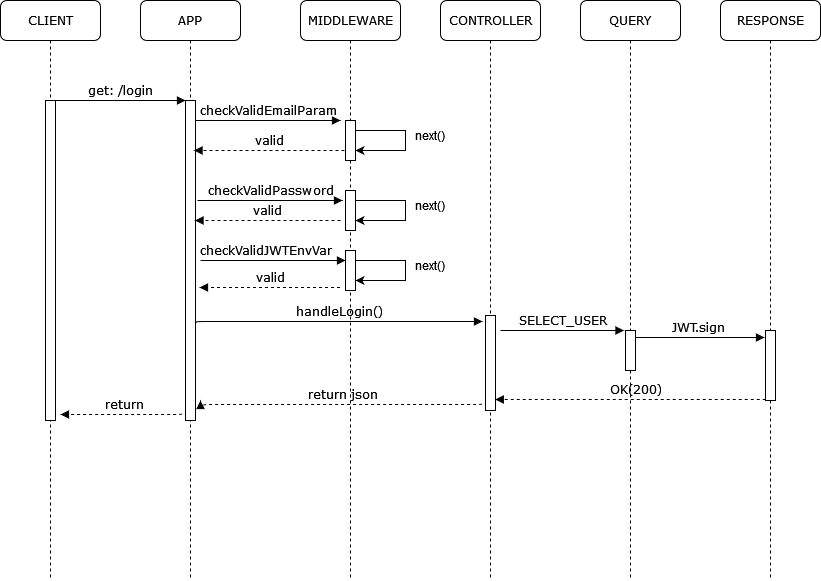 CLIENT
APP
MIDDLEWARE
CONTROLLER
QUERY
RESPONSE
get: /login
checkValidEmailParam
next()
valid
checkValidPassword
next()
valid
checkValidJWTEnvVar
next()
valid
handleLogin()
SELECT_USER
JWT.sign
OK(200)
return json
return